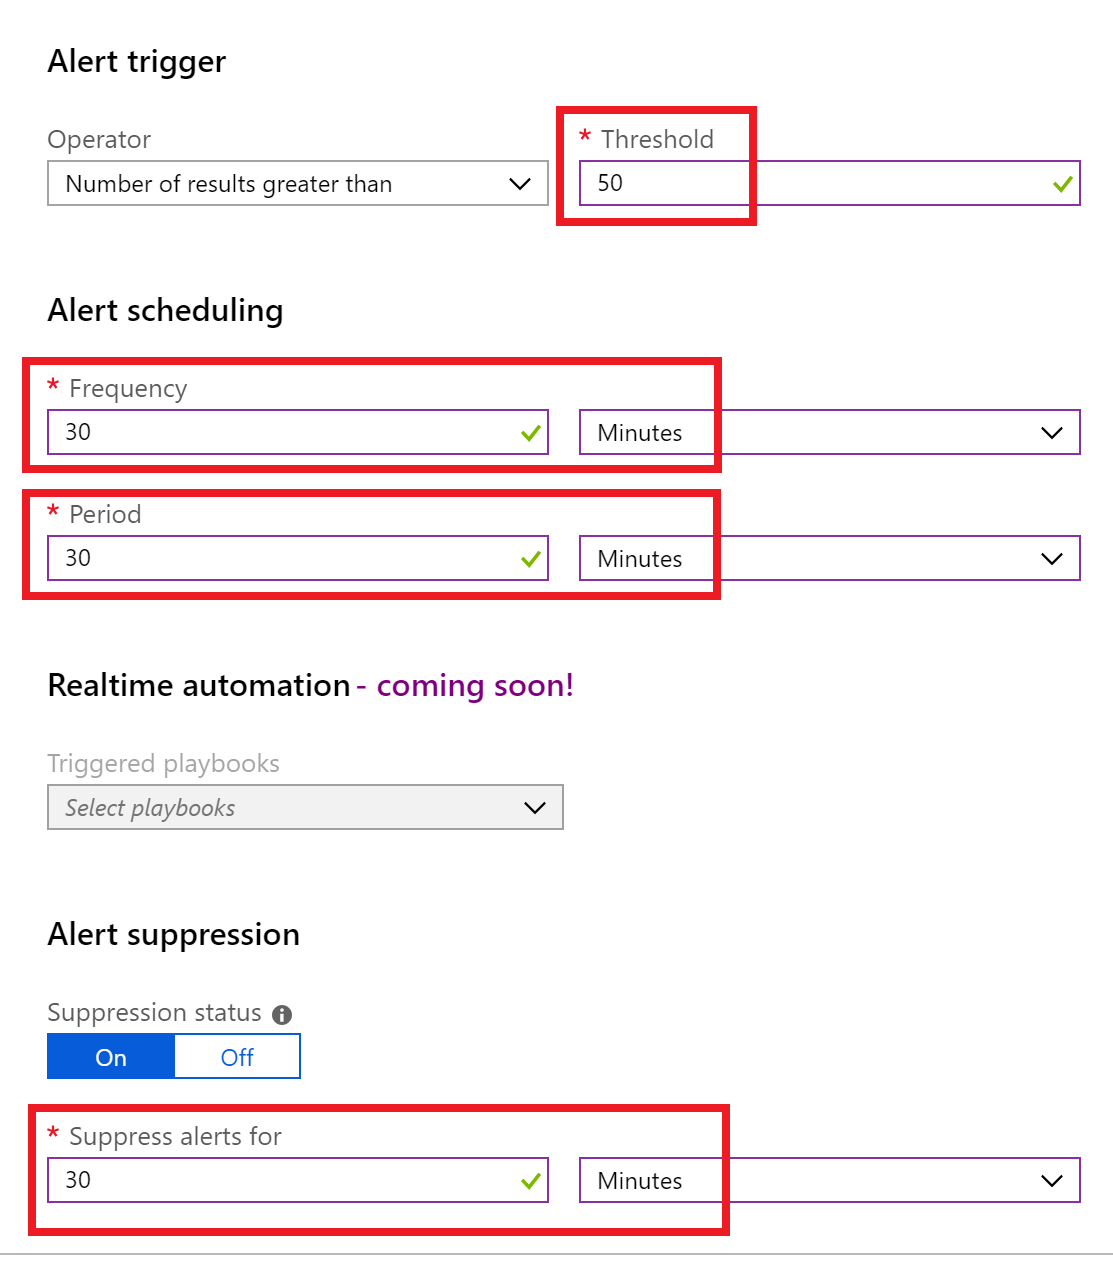 Alert trigger
Operator
* Threshold
Number of results greater than
50
Alert scheduling
* Frequency
30
Minutes
* Period
30
Minutes
Realtime automation - coming soon!
Triggered playbooks
Select playbooks
Alert suppression
Suppression status
On
Off
* Suppress alerts for
30
Minutes